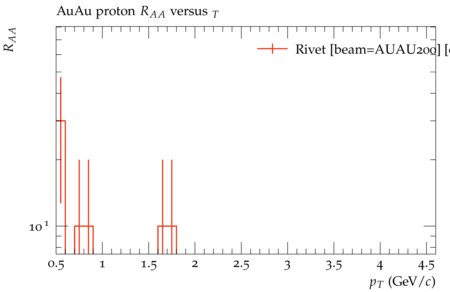 AuAu proton R_AA versus _T
R_AA
Rivet [beam=AUAU200]
10^1
0.5 1 1.5 2 2.5 3 3.5 4 4.5
p_T (GeV/c)